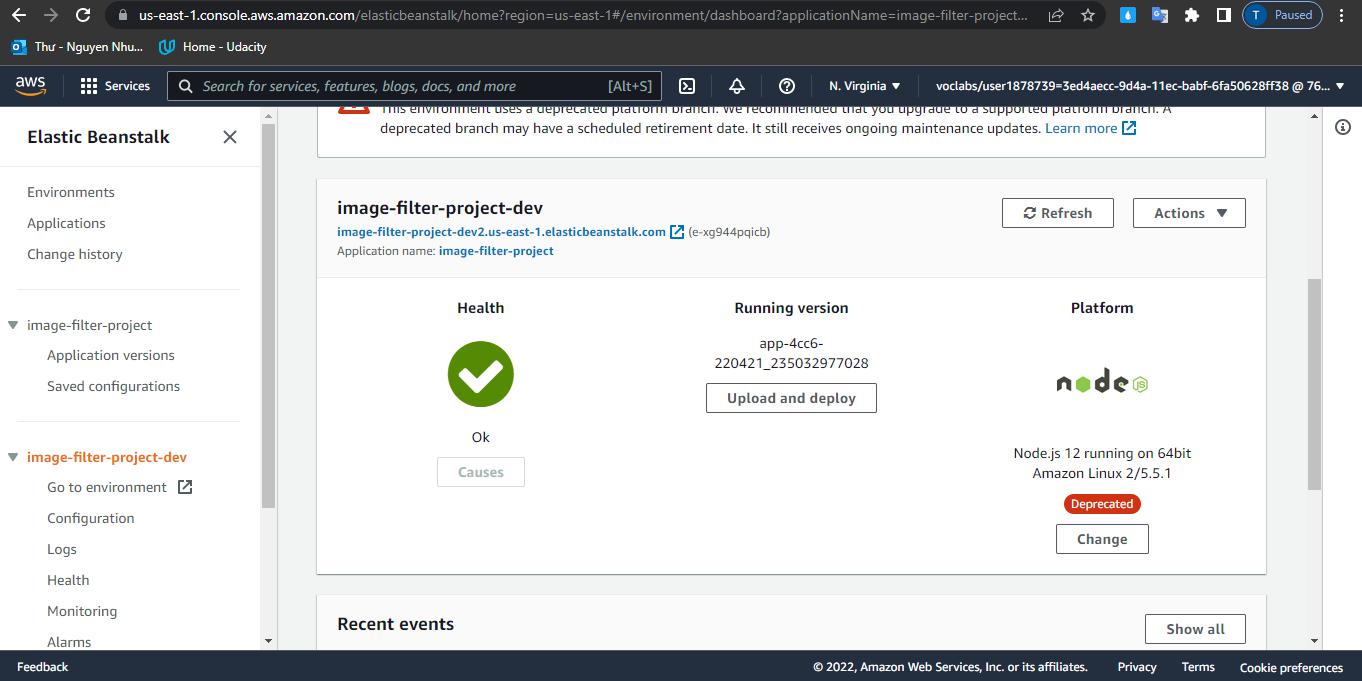 us-east-1.console.aws.amazon.com/elasticbeanstalk/home?region=us-east-1#/environment/dashboard?applicationName=image-filter-project...
T Paused
Thư - Nguyen Nhu...
Home - Udacity
aws
Services
Search for services, features, blogs, docs, and more [Alt+S]
N. Virginia
voclabs/user1878739=3ed4aecc-9d4a-11ec-babf-6fa50628ff38 @ 76...
Elastic Beanstalk
Environments
Applications
Change history
image-filter-project
Application versions
Saved configurations
image-filter-project-dev
Go to environment
Configuration
Logs
Health
Monitoring
Alarms
This environment uses a deprecated platform branch. We recommended that you upgrade to a supported platform branch. A
deprecated branch may have a scheduled retirement date. It still receives ongoing maintenance updates. Learn more
image-filter-project-dev
image-filter-project-dev2.us-east-1.elasticbeanstalk.com (e-xg944pqicb)
Application name: image-filter-project
Refresh
Actions
Health
Ok
Causes
Running version
app-4cc6-
220421_235032977028
Upload and deploy
Platform
node JS
Node.js 12 running on 64bit
Amazon Linux 2/5.5.1
Deprecated
Change
Recent events
Show all
Feedback
© 2022, Amazon Web Services, Inc. or its affiliates.
Privacy
Terms
Cookie preferences